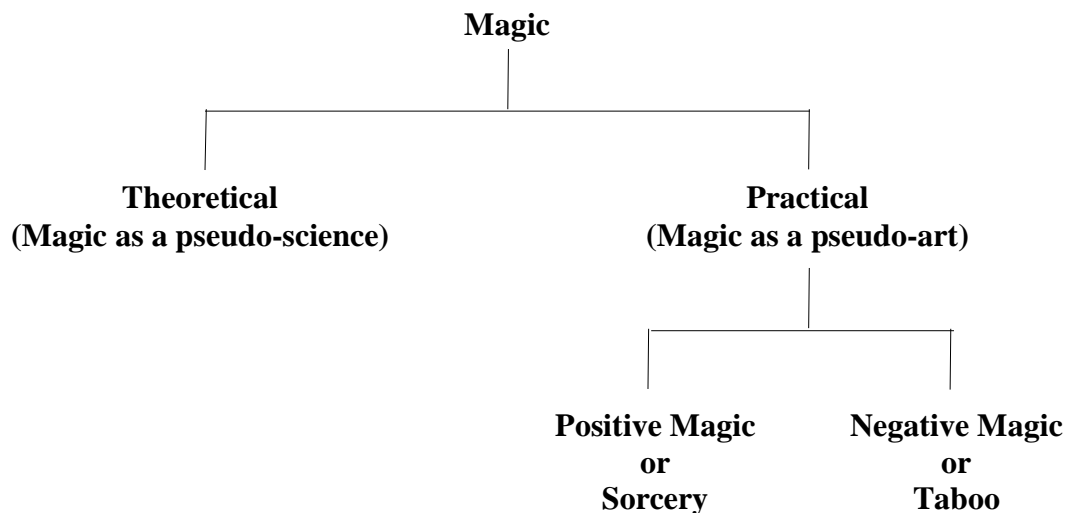 Magic
Theoretical
(Magic as a pseudo-science)
Practical
(Magic as a pseudo-art)
Positive Magic
or
Sorcery
Negative Magic
or
Taboo